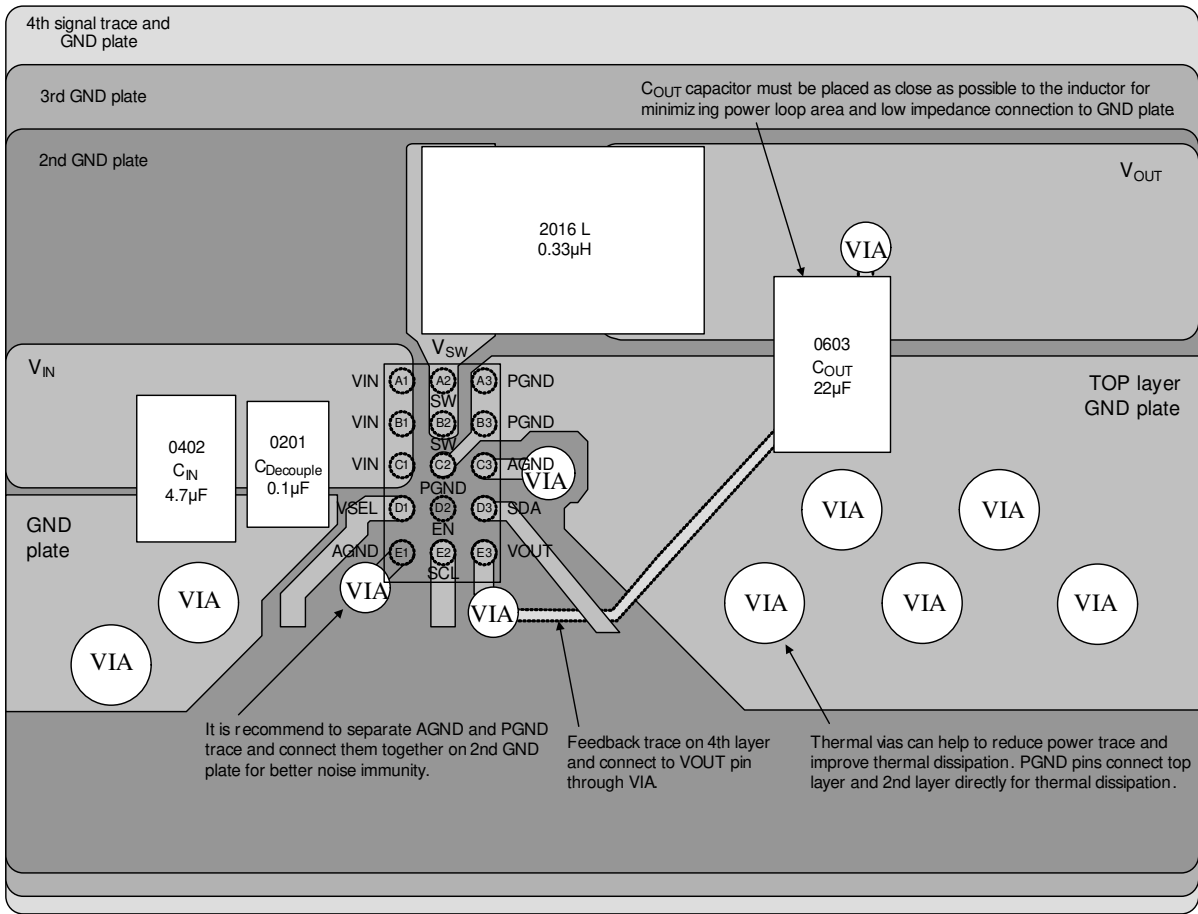 4th signal trace and
GND plate
3rd GND plate
COUT capacitor must be placed as close as possible to the inductor for
minimizing power loop area and low impedance connection to GND plate.
2nd GND plate
VOUT
2016 L
0.33µH
VIA
VSW
VIN
0603
COUT
22µF
TOP layer
GND plate
VIN A1 A2 A3 PGND
SW
VIN B1 B2 B3 PGND
SW
0402
CIN
4.7µF
0201
CDecouple
0.1µF
VIN C1 C2 C3 AGND
VIA
PGND
VSEL D1 D2 D3 SDA
EN
AGND E1 E2 E3 VOUT
SCL
GND
plate
VIA
VIA
VIA
VIA
VIA
VIA
VIA
VIA
VIA
VIA
It is recommend to separate AGND and PGND
trace and connect them together on 2nd GND
plate for better noise immunity.
Feedback trace on 4th layer
and connect to VOUT pin
through VIA.
Thermal vias can help to reduce power trace and
improve thermal dissipation. PGND pins connect top
layer and 2nd layer directly for thermal dissipation.